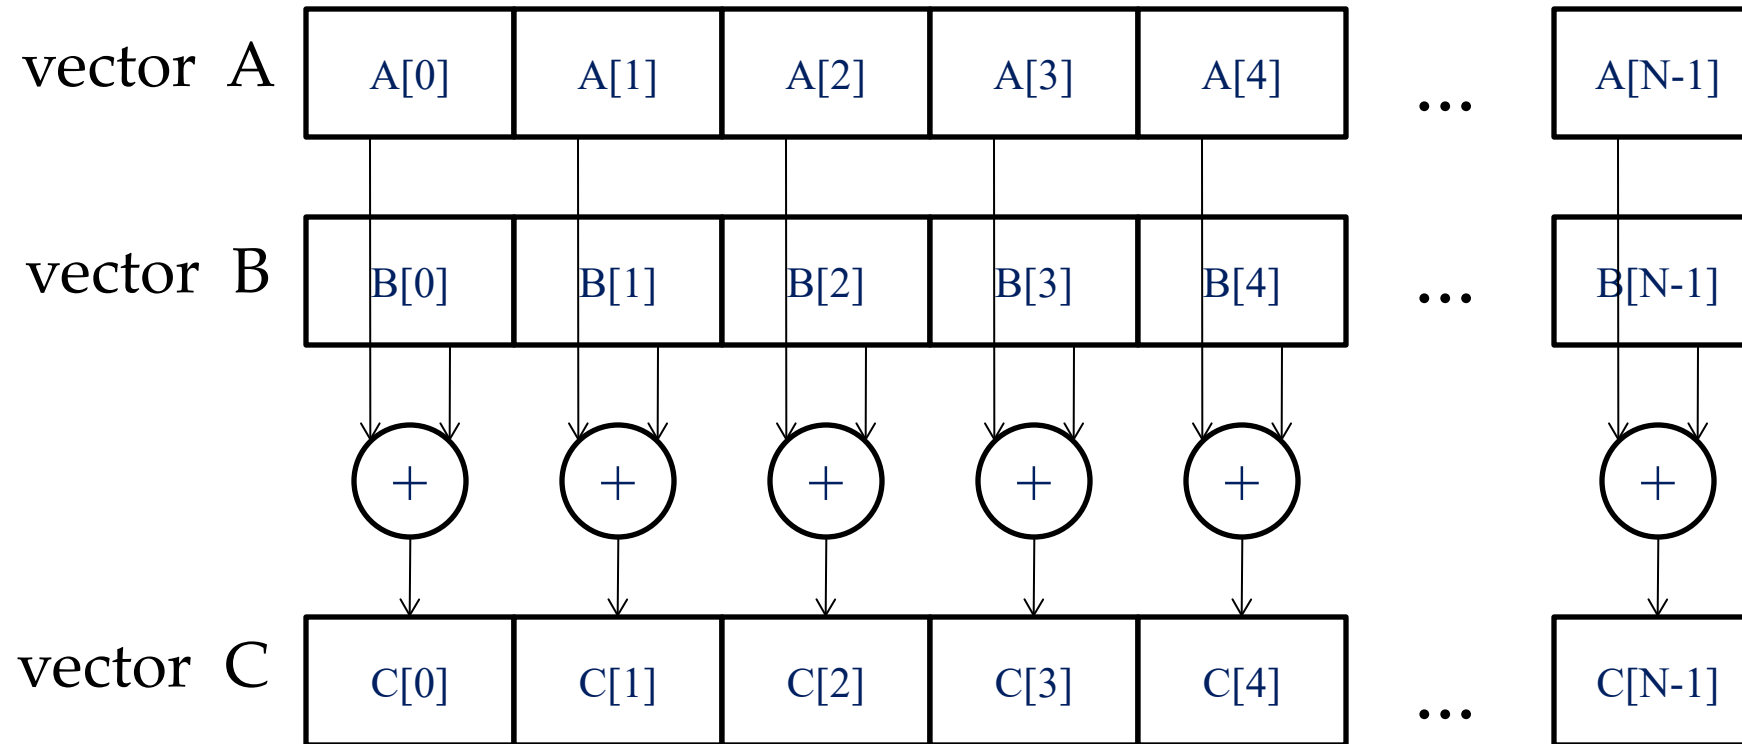 vector A A[0] A[1] A[2] A[3] A[4] ... A[N-1]
vector B B[0] B[1] B[2] B[3] B[4] ... B[N-1]
+ + + + + +
vector C C[0] C[1] C[2] C[3] C[4] ... C[N-1]